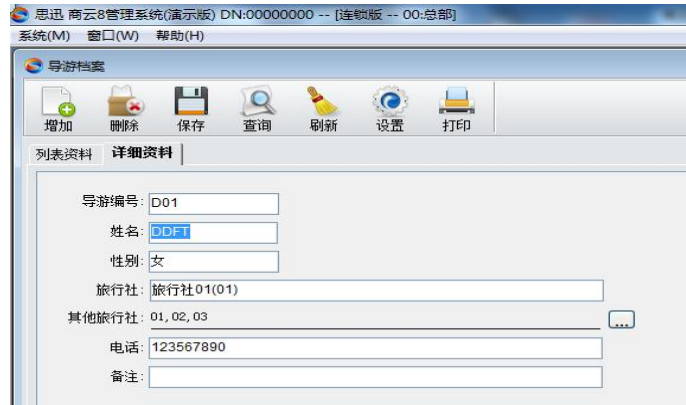 思迅 商云8管理系统(演示版) DN:00000000 -- [连锁版 -- 00:总部]
系统(M) 窗口(W) 帮助(H)
导游档案
增加 删除 保存 查询 刷新 设置 打印
列表资料 详细资料
导游编号: D01
姓名: DDFT
性别: 女
旅行社: 旅行社01(01)
其他旅行社: 01,02,03 ...
电话: 123567890
备注: